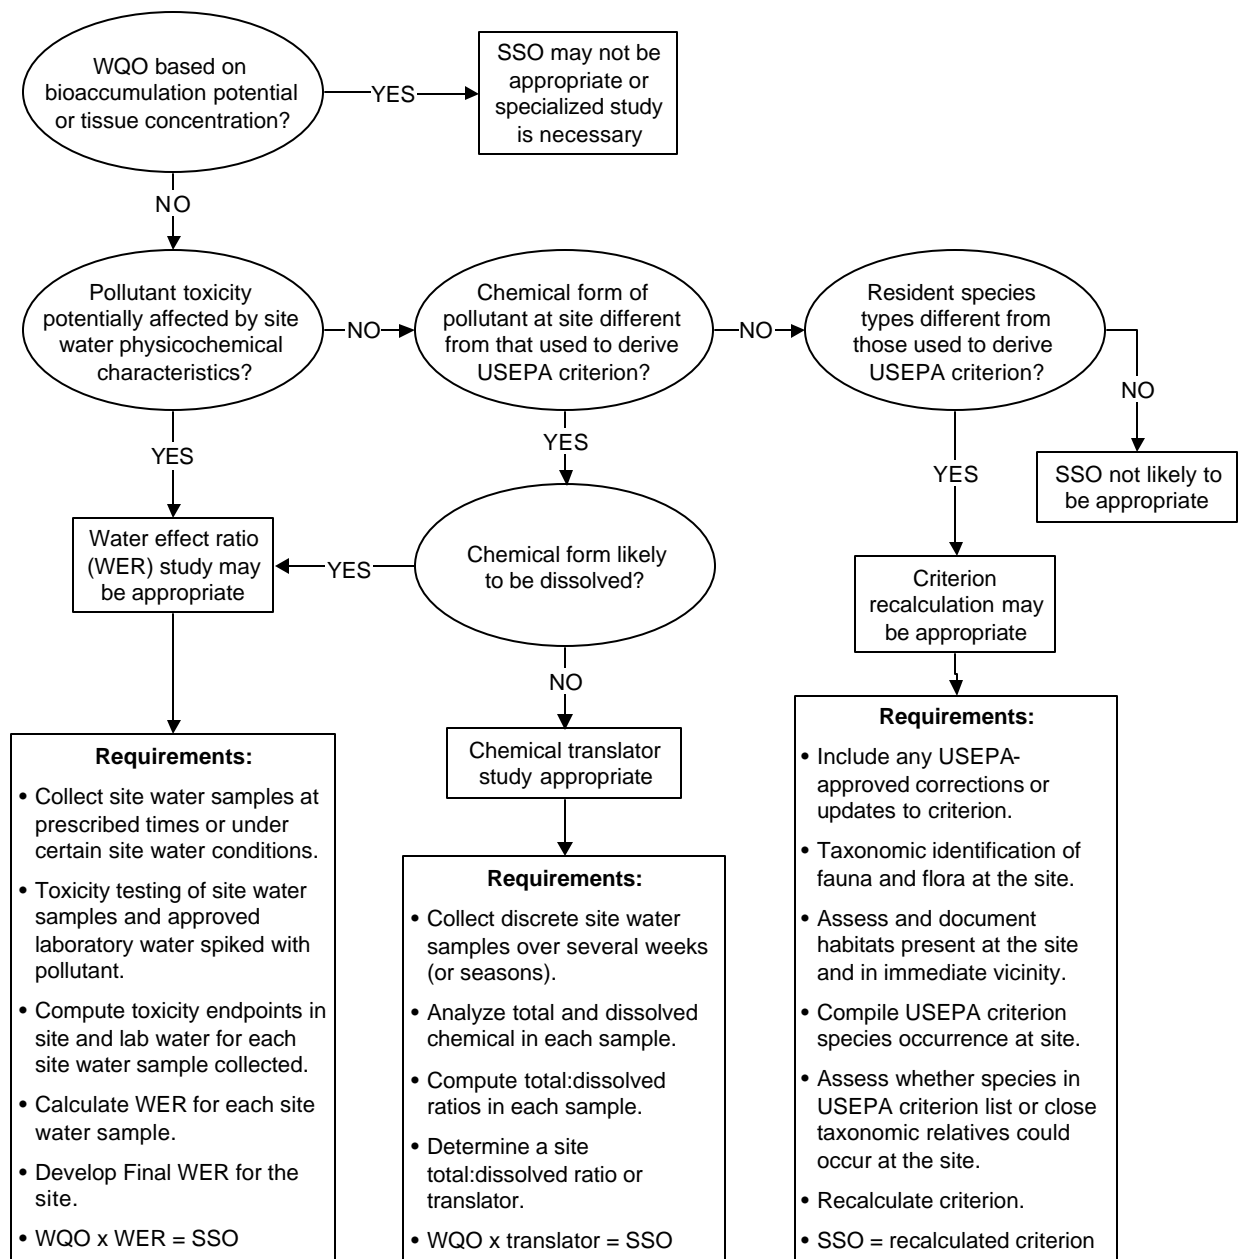 WQO based on
bioaccumulation potential
or tissue concentration?
YES
SSO may not be
appropriate or
specialized study
is necessary
NO
Pollutant toxicity
potentially affected by site
water physicochemical
characteristics?
NO
Chemical form of
pollutant at site different
from that used to derive
USEPA criterion?
NO
Resident species
types different from
those used to derive
USEPA criterion?
NO
SSO not likely to
be appropriate
YES
YES
YES
Water effect ratio
(WER) study may
be appropriate
YES
Chemical form likely
to be dissolved?
Criterion
recalculation may
be appropriate
NO
Chemical translator
study appropriate
Requirements:
• Collect site water samples at
prescribed times or under
certain site water conditions.
• Toxicity testing of site water
samples and approved
laboratory water spiked with
pollutant.
• Compute toxicity endpoints in
site and lab water for each
site water sample collected.
• Calculate WER for each site
water sample.
• Develop Final WER for the
site.
• WQO x WER = SSO
Requirements:
• Collect discrete site water
samples over several weeks
(or seasons).
• Analyze total and dissolved
chemical in each sample.
• Compute total:dissolved
ratios in each sample.
• Determine a site
total:dissolved ratio or
translator.
• WQO x translator = SSO
Requirements:
• Include any USEPA-
approved corrections or
updates to criterion.
• Taxonomic identification of
fauna and flora at the site.
• Assess and document
habitats present at the site
and in immediate vicinity.
• Compile USEPA criterion
species occurrence at site.
• Assess whether species in
USEPA criterion list or close
taxonomic relatives could
occur at the site.
• Recalculate criterion.
• SSO = recalculated criterion